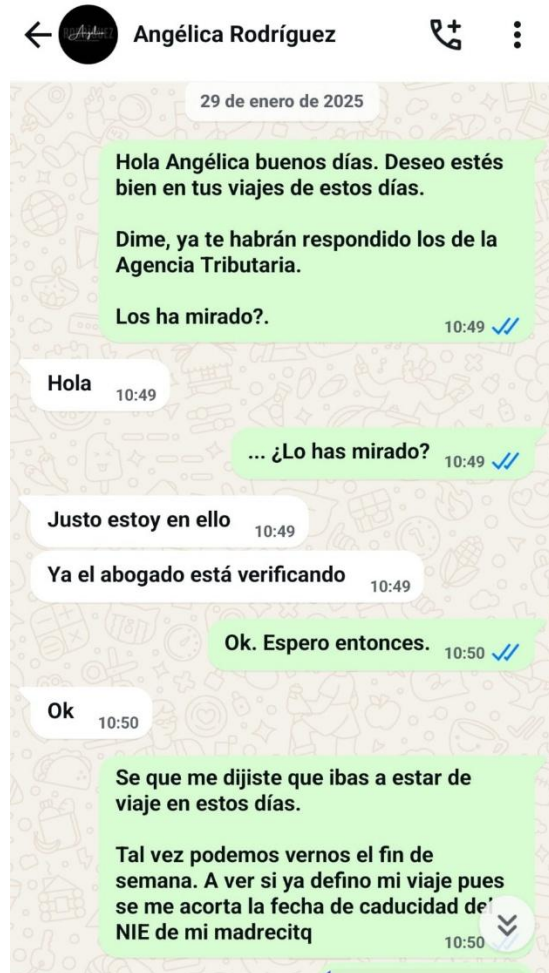 Angélica Rodríguez
29 de enero de 2025
Hola Angélica buenos días. Deseo estés
bien en tus viajes de estos días.
Dime, ya te habrán respondido los de la
Agencia Tributaria.
Los ha mirado?.
10:49
Hola
10:49
... ¿Lo has mirado?
10:49
Justo estoy en ello
10:49
Ya el abogado está verificando
10:49
Ok. Espero entonces.
10:50
Ok
10:50
Se que me dijiste que ibas a estar de
viaje en estos días.
Tal vez podemos vernos el fin de
semana. A ver si ya defino mi viaje pues
se me acorta la fecha de caducidad del
NIE de mi madrecitq
10:50